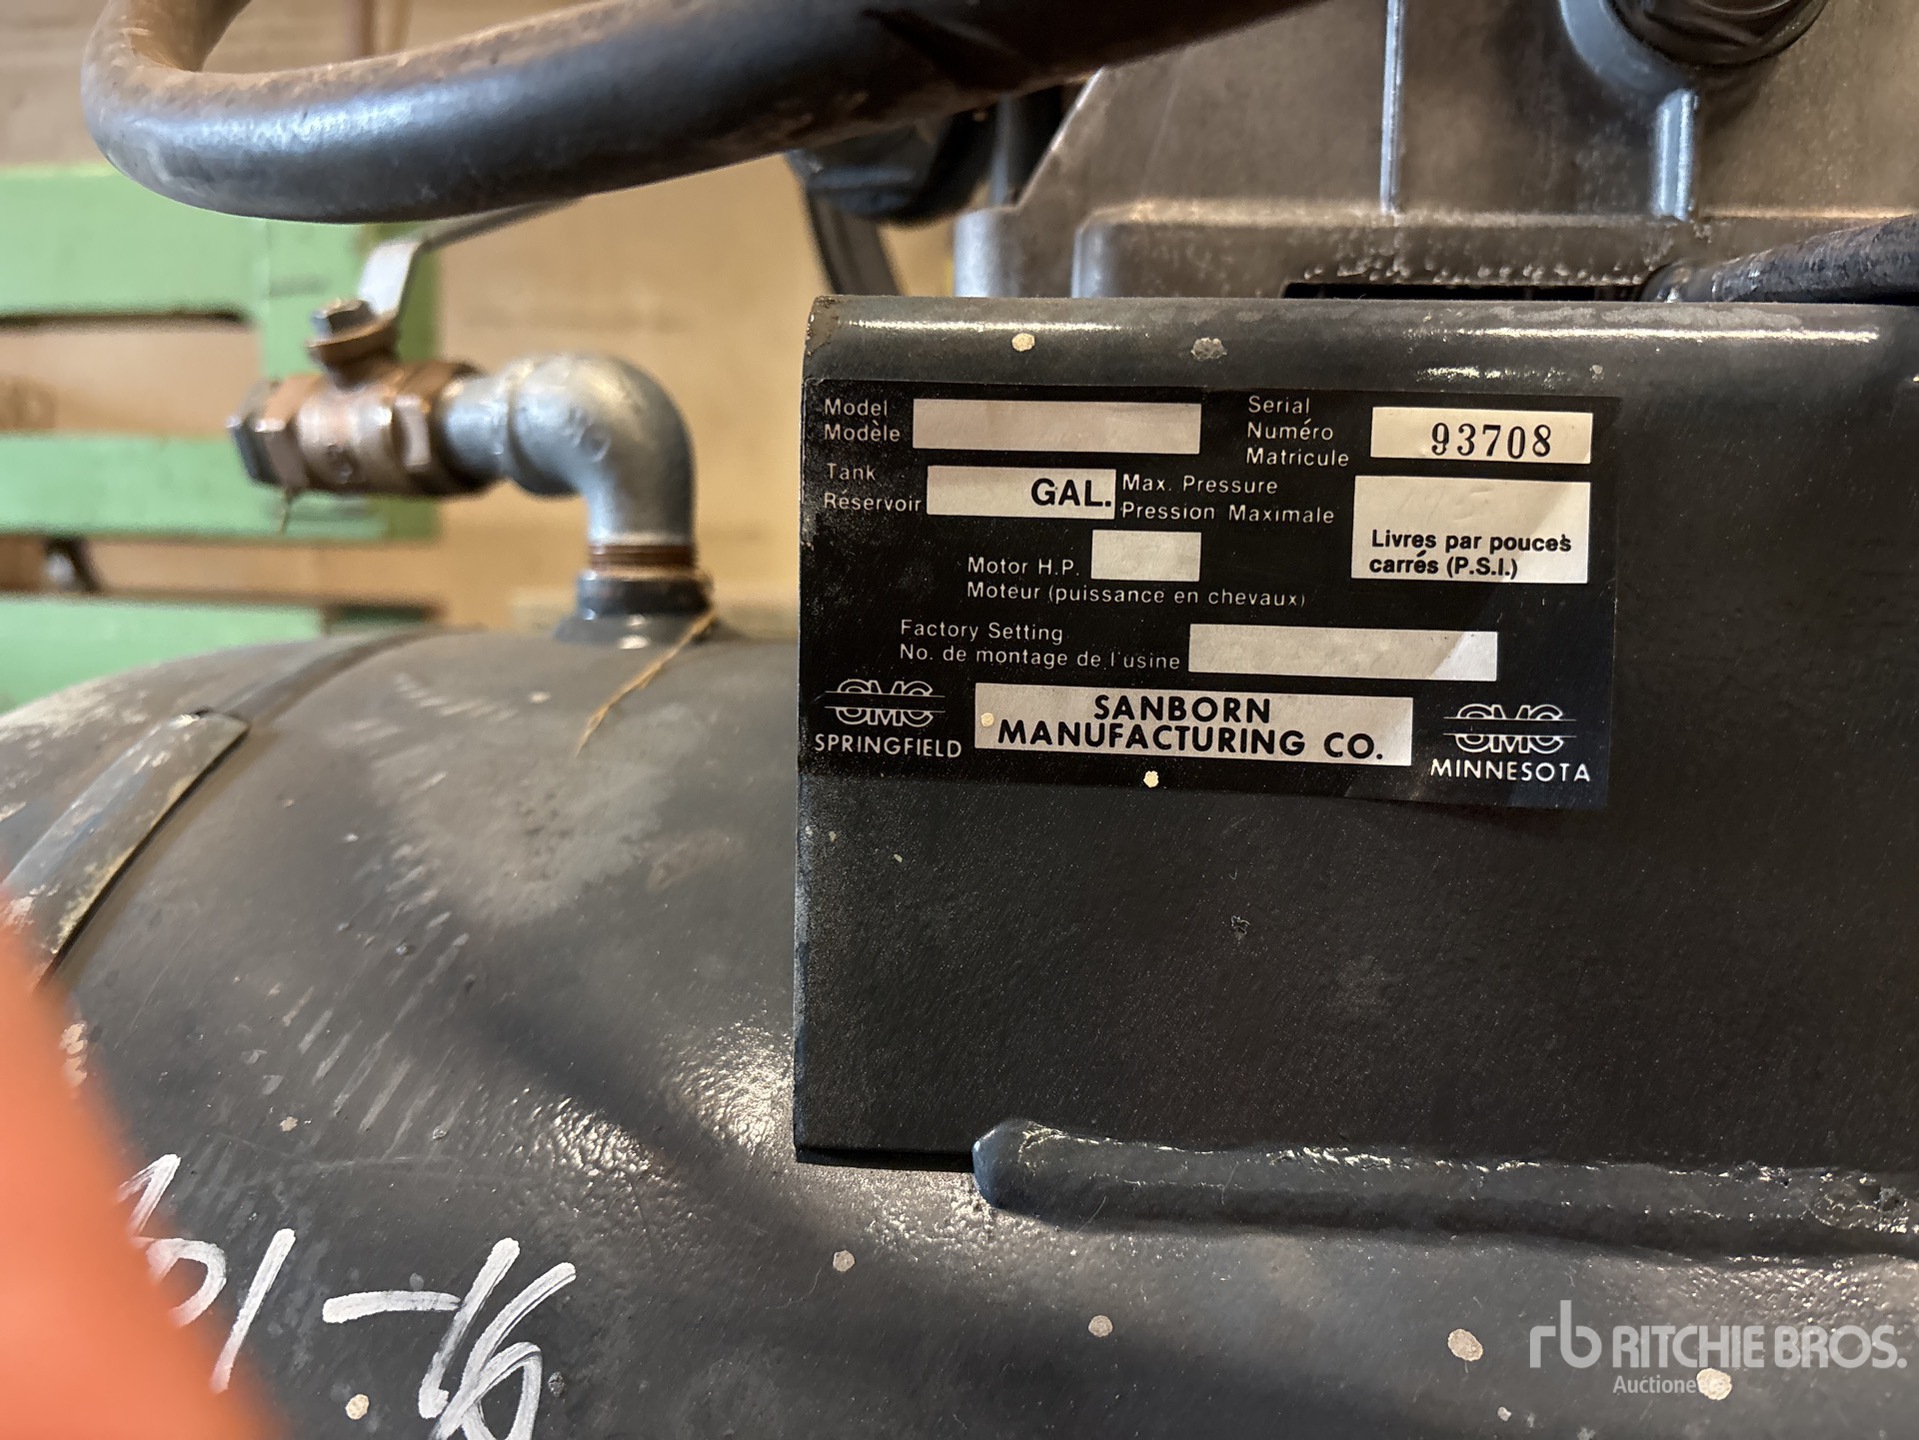 Model
Modèle
Serial
Numéro
Matricule
93708
Tank
Réservoir
GAL.
Max. Pressure
Pression Maximale
Livres par pouces
carrés (P.S.I.)
Motor H.P.
Moteur (puissance en chevaux)
Factory Setting
No. de montage de l'usine
SMC
SPRINGFIELD
SANBORN
MANUFACTURING CO.
SMC
MINNESOTA
rb RITCHIE BROS.
Auctioneers